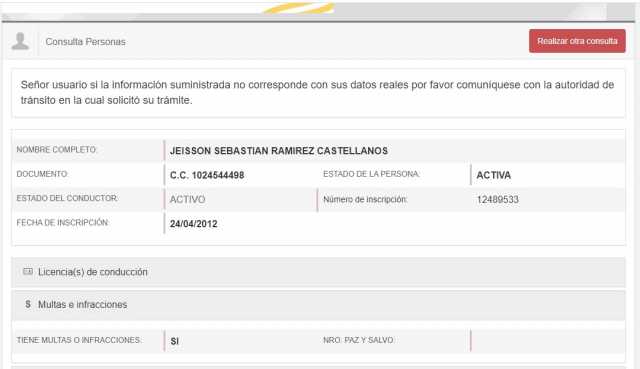 Consulta Personas
Realizar otra consulta
Señor usuario si la información suministrada no corresponde con sus datos reales por favor comuníquese con la autoridad de
tránsito en la cual solicitó su trámite.
NOMBRE COMPLETO: JEISSON SEBASTIAN RAMIREZ CASTELLANOS
DOCUMENTO: C.C. 1024544498 ESTADO DE LA PERSONA: ACTIVA
ESTADO DEL CONDUCTOR: ACTIVO Número de inscripción: 12489533
FECHA DE INSCRIPCIÓN: 24/04/2012
Licencia(s) de conducción
$ Multas e infracciones
TIENE MULTAS O INFRACCIONES: SI NRO. PAZ Y SALVO: